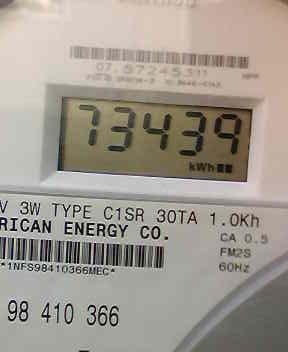 07.57245311
73439
kWh
V 3W TYPE C1SR 30TA 1.0Kh
RICAN ENERGY CO.
CA 0.5
FM2S
*1NFS98410366MEC*
60Hz
98 410 366